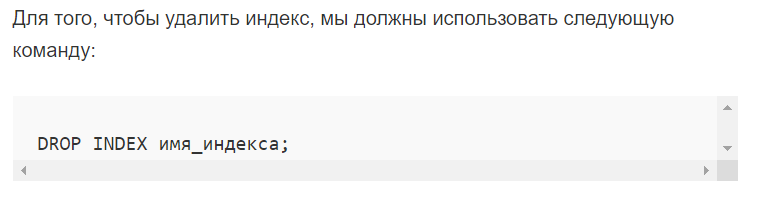 Для того, чтобы удалить индекс, мы должны использовать следующую
команду:
DROP INDEX имя_индекса;